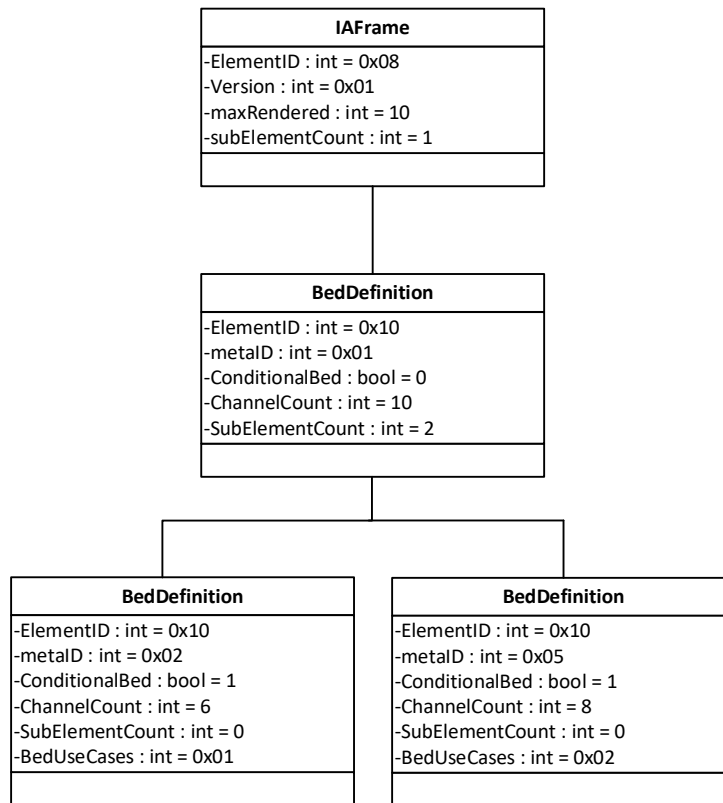 IAFrame
-ElementID : int = 0x08
-Version : int = 0x01
-maxRendered : int = 10
-subElementCount : int = 1
BedDefinition
-ElementID : int = 0x10
-metaID : int = 0x01
-ConditionalBed : bool = 0
-ChannelCount : int = 10
-SubElementCount : int = 2
BedDefinition
-ElementID : int = 0x10
-metaID : int = 0x02
-ConditionalBed : bool = 1
-ChannelCount : int = 6
-SubElementCount : int = 0
-BedUseCases : int = 0x01
BedDefinition
-ElementID : int = 0x10
-metaID : int = 0x05
-ConditionalBed : bool = 1
-ChannelCount : int = 8
-SubElementCount : int = 0
-BedUseCases : int = 0x02